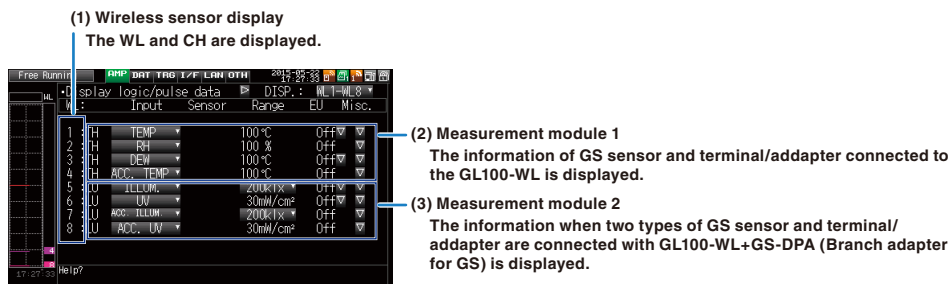 (1) Wireless sensor display
The WL and CH are displayed.
Free Running AMP DAT TRG I/F LAN OTH 17:27:33
WL •Display logic/pulse data DISP.: WL1-WL8
WL: Input Sensor Range EU Misc.
1 :TH TEMP 100℃ Off
2 :TH RH 100 % Off
3 :TH DEW 100℃ Off
4 :TH ACC. TEMP 100℃ Off
5 :LU ILLUM. 200klx Off
6 :LU UV 30mW/cm² Off
7 :LU ACC. ILLUM. 200klx Off
8 :LU ACC. UV 30mW/cm² Off
4
8
17:27:33 Help?
(2) Measurement module 1
The information of GS sensor and terminal/addapter connected to
the GL100-WL is displayed.
(3) Measurement module 2
The information when two types of GS sensor and terminal/
addapter are connected with GL100-WL+GS-DPA (Branch adapter
for GS) is displayed.